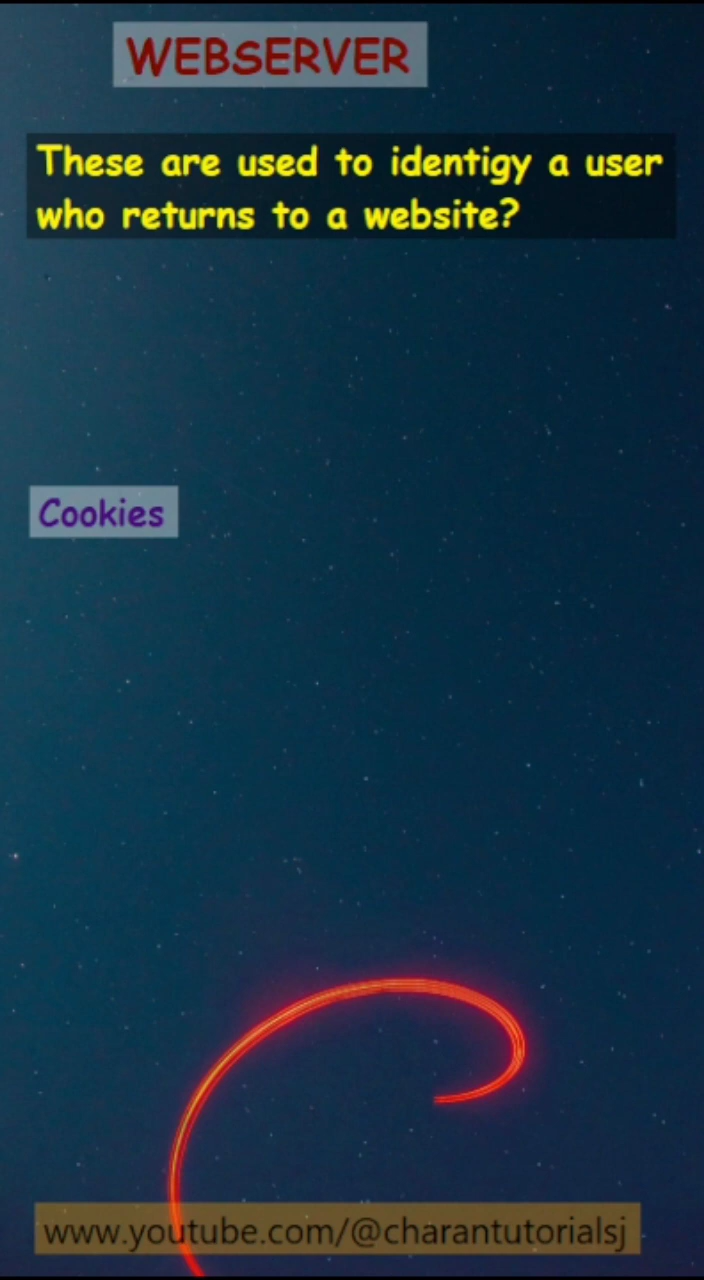 WEBSERVER
These are used to identigy a user
who returns to a website?
Cookies
www.youtube.com/@charantutorialsj